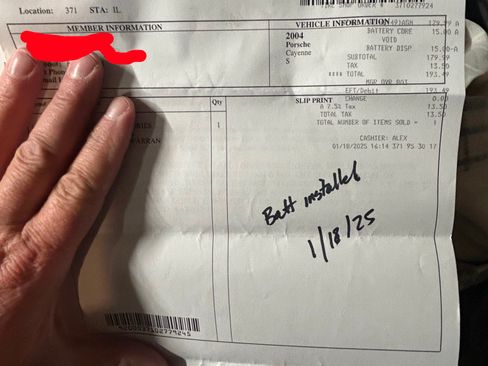 Location: 371 STA: IL
MEMBER INFORMATION
VEHICLE INFORMATION
179.99 A
2004
Porsche
Cayenne
S
BATTERY CORE 15.00 A
VOID
BATTERY DISP 15.00-A
SUBTOTAL 179.99
TAX 13.50
TOTAL 193.49
EFT/Debit 193.49
Qty
SLIP PRINT
CHANGE 0.00
A 7.5% Tax 13.50
TOTAL TAX 13.50
TOTAL NUMBER OF ITEMS SOLD =
1
CASHIER: ALEX
01/18/2025 16:14 371 95 30 17
Batt installed
1/18/25